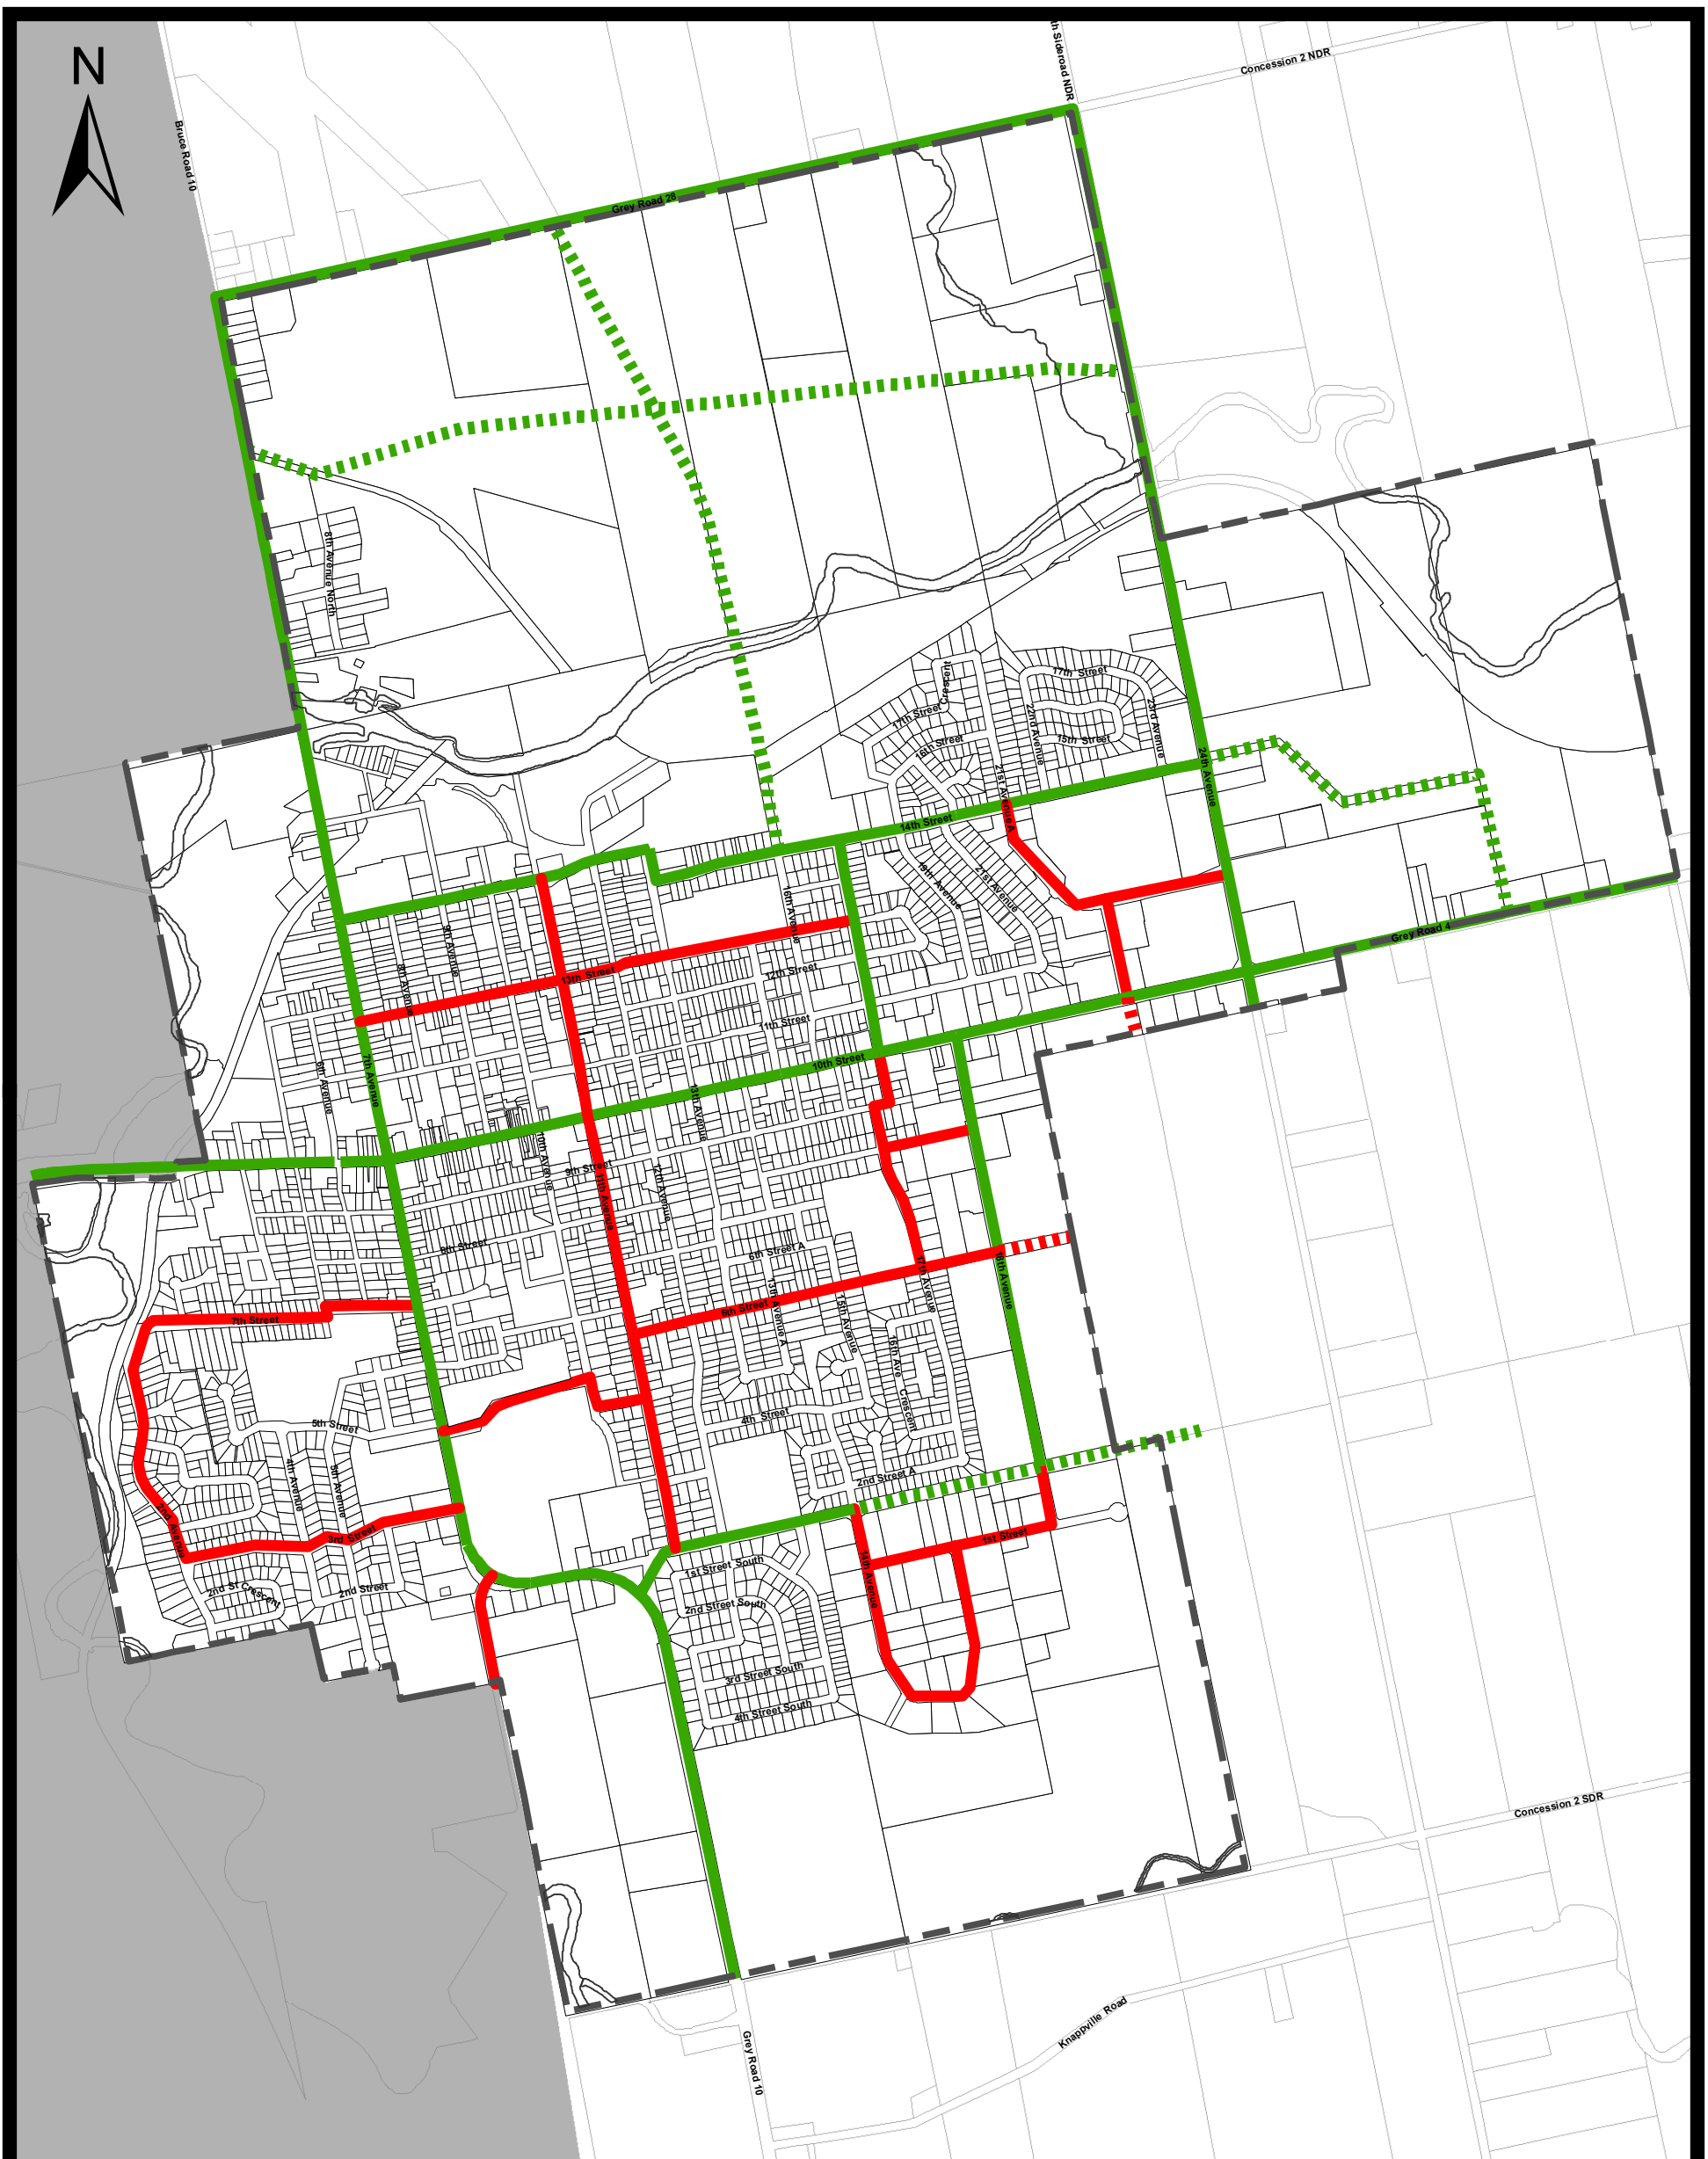 N
th Sideroad NDR
Concession 2 NDR
Bruce Road 10
Grey Road 28
8th Avenue North
Crescent
17th Street
17th Street
16th Street
22nd Avenue
15th Street
23rd Avenue
24th Avenue
21st Avenue A
14th Street
19th Avenue
21st Avenue
6th Avenue
9th Avenue
8th Avenue
13th Street
12th Street
11th Street
10th Street
Grey Road 4
7th Avenue
6th Avenue
13th Avenue
10th Avenue
9th Street
11th Avenue
12th Avenue
8th Street
6th Street A
17th Avenue
18th Avenue
6th Street
13th Avenue A
15th Avenue
16th Ave
Crescent
7th Street
5th Street
4th Street
4th Avenue
5th Avenue
2nd Street A
2nd Avenue
3rd Street
1st Street
14th Avenue
2nd St Crescent
2nd Street
1st Street South
2nd Street South
3rd Street South
4th Street South
Concession 2 SDR
Knappville Road
Grey Road 10